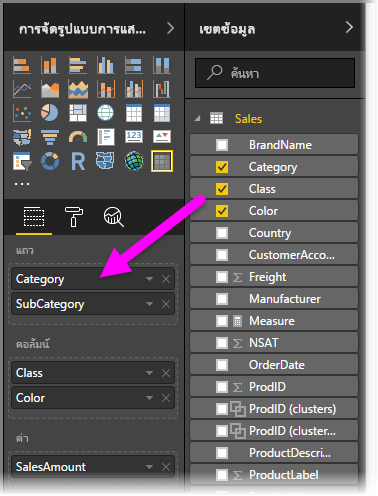 การจัดรูปแบบการแส...
เขตข้อมูล
ค้นหา
Sales
BrandName
Category
Class
Color
Country
CustomerAcco...
Freight
Manufacturer
Measure
NSAT
OrderDate
ProdID
ProdID (clusters)
ProdID (cluster...
ProductDescri...
ProductLabel
123
R
...
แถว
Category
SubCategory
คอลัมน์
Class
Color
ค่า
SalesAmount